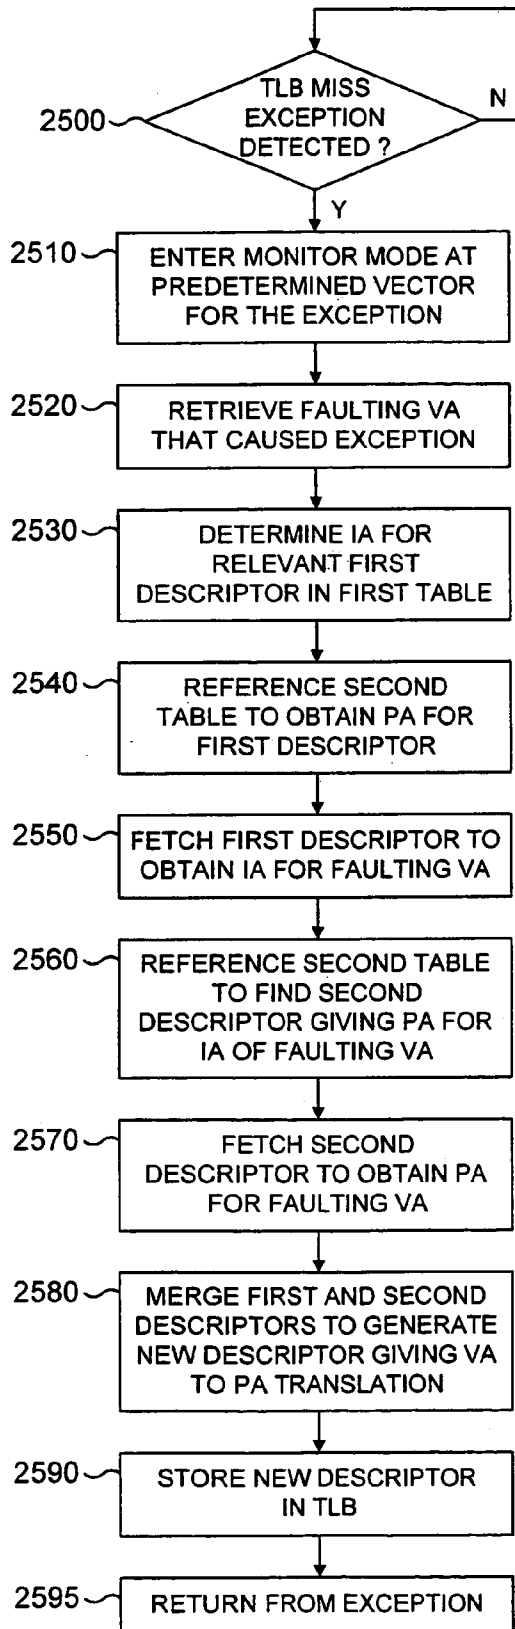 TLB MISS
EXCEPTION
DETECTED ?
N
2500
Y
2510
ENTER MONITOR MODE AT
PREDETERMINED VECTOR
FOR THE EXCEPTION
2520
RETRIEVE FAULTING VA
THAT CAUSED EXCEPTION
2530
DETERMINE IA FOR
RELEVANT FIRST
DESCRIPTOR IN FIRST TABLE
2540
REFERENCE SECOND
TABLE TO OBTAIN PA FOR
FIRST DESCRIPTOR
2550
FETCH FIRST DESCRIPTOR TO
OBTAIN IA FOR FAULTING VA
2560
REFERENCE SECOND TABLE
TO FIND SECOND
DESCRIPTOR GIVING PA FOR
IA OF FAULTING VA
2570
FETCH SECOND
DESCRIPTOR TO OBTAIN PA
FOR FAULTING VA
2580
MERGE FIRST AND SECOND
DESCRIPTORS TO GENERATE
NEW DESCRIPTOR GIVING VA
TO PA TRANSLATION
2590
STORE NEW DESCRIPTOR
IN TLB
2595
RETURN FROM EXCEPTION